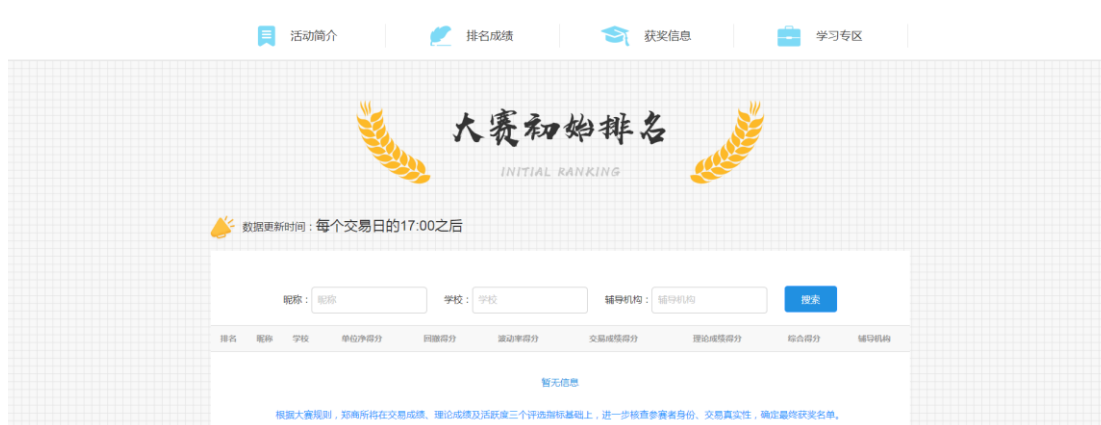 活动简介 排名成绩 获奖信息 学习专区
大赛初始排名
INITIAL RANKING
数据更新时间：每个交易日的17:00之后
昵称： 昵称 学校： 学校 辅导机构： 辅导机构 搜索
排名 昵称 学校 单位净得分 回撤得分 波动率得分 交易成绩得分 理论成绩得分 综合得分 辅导机构
暂无信息
根据大赛规则，郑商所将在交易成绩、理论成绩及活跃度三个评选指标基础上，进一步核查参赛者身份、交易真实性，确定最终获奖名单。